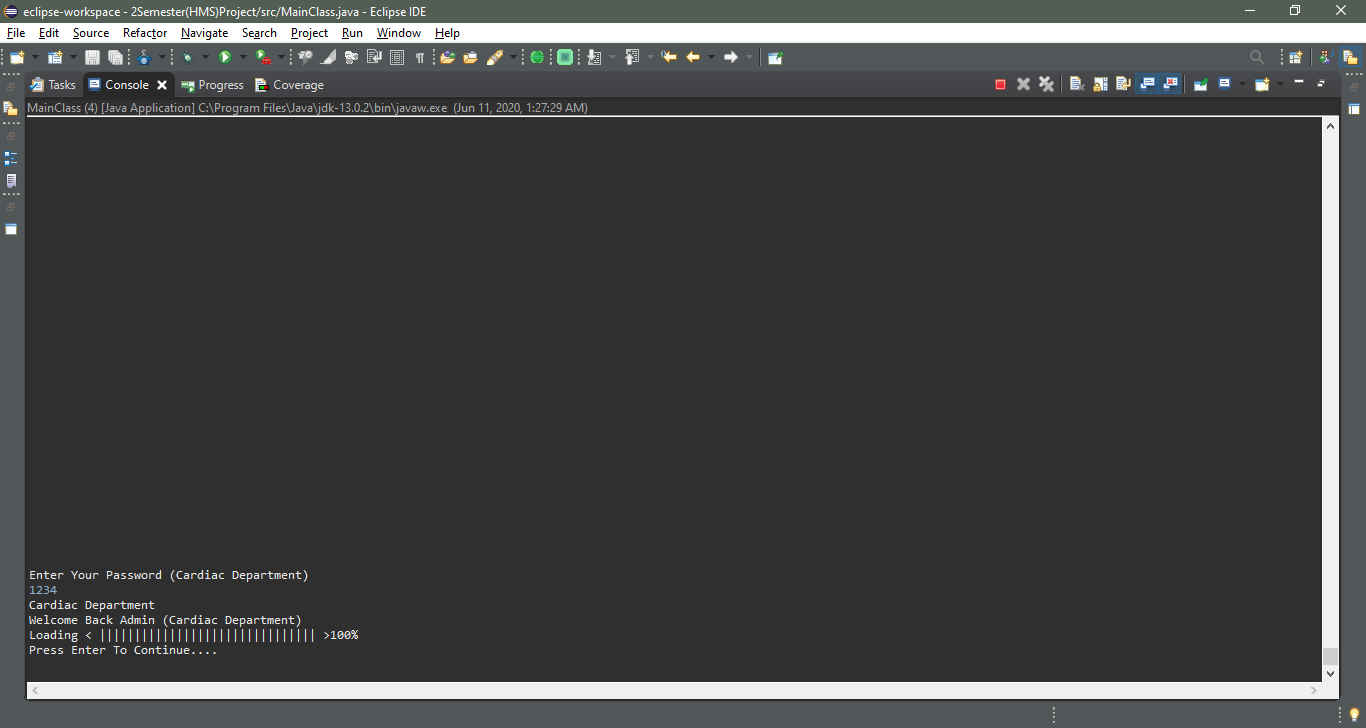 eclipse-workspace - 2Semester(HMS)Project/src/MainClass.java - Eclipse IDE
File Edit Source Refactor Navigate Search Project Run Window Help
Tasks Console Progress Coverage
MainClass (4) [Java Application] C:\Program Files\Java\jdk-13.0.2\bin\javaw.exe (Jun 11, 2020, 1:27:29 AM)
Enter Your Password (Cardiac Department)
1234
Cardiac Department
Welcome Back Admin (Cardiac Department)
Loading < ||||||||||||||||||||||||||||||| >100%
Press Enter To Continue....